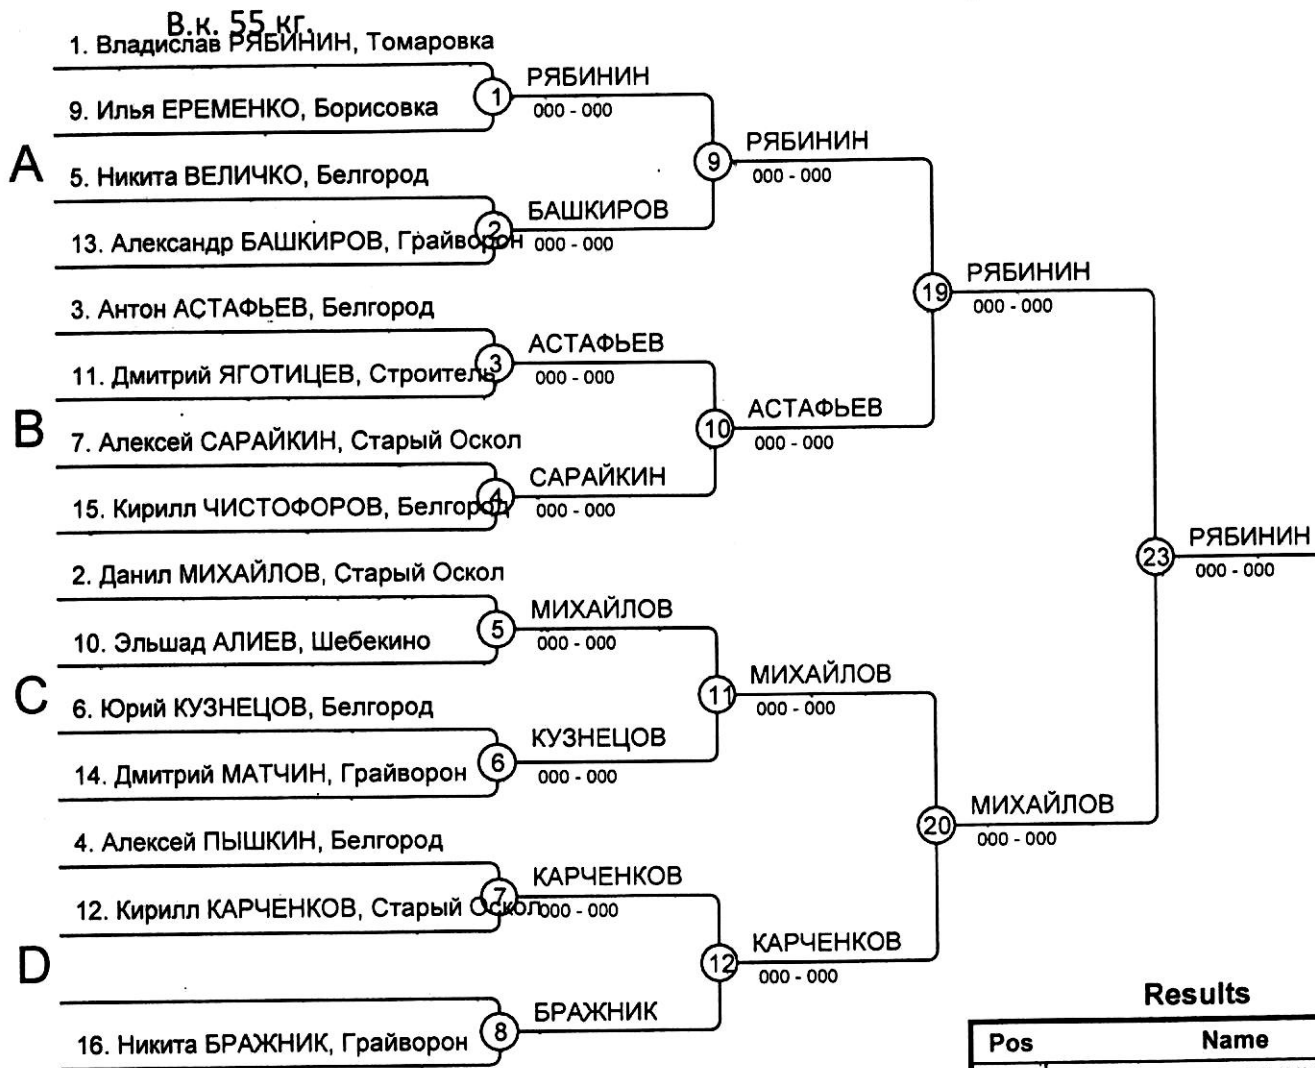 В.к. 55 кг.
1. Владислав РЯБИНИН, Томаровка
РЯБИНИН
1
000 - 000
9. Илья ЕРЕМЕНКО, Борисовка
РЯБИНИН
9
000 - 000
A
5. Никита ВЕЛИЧКО, Белгород
БАШКИРОВ
2
000 - 000
13. Александр БАШКИРОВ, Грайворон
РЯБИНИН
19
000 - 000
3. Антон АСТАФЬЕВ, Белгород
АСТАФЬЕВ
3
000 - 000
11. Дмитрий ЯГОТИЦЕВ, Строитель
АСТАФЬЕВ
10
000 - 000
B
7. Алексей САРАЙКИН, Старый Оскол
САРАЙКИН
4
000 - 000
15. Кирилл ЧИСТОФОРОВ, Белгород
РЯБИНИН
23
000 - 000
2. Данил МИХАЙЛОВ, Старый Оскол
МИХАЙЛОВ
5
000 - 000
10. Эльшад АЛИЕВ, Шебекино
МИХАЙЛОВ
11
000 - 000
C
6. Юрий КУЗНЕЦОВ, Белгород
КУЗНЕЦОВ
6
000 - 000
14. Дмитрий МАТЧИН, Грайворон
МИХАЙЛОВ
20
000 - 000
4. Алексей ПЫШКИН, Белгород
КАРЧЕНКОВ
7
000 - 000
12. Кирилл КАРЧЕНКОВ, Старый Оскол
КАРЧЕНКОВ
12
000 - 000
D
БРАЖНИК
8
16. Никита БРАЖНИК, Грайворон
Results
Pos Name